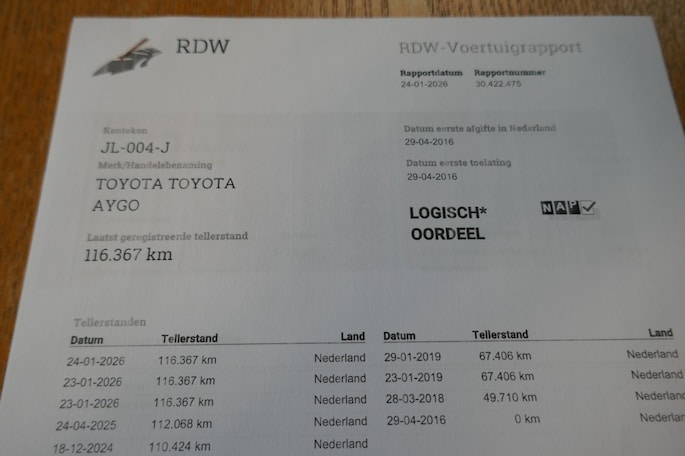 RDW
RDW-Voertuigrapport
Rapportdatum Rapportnummer
24-01-2026 30.422.475
Kenteken
JL-004-J
Merk/Handelsbenaming
TOYOTA TOYOTA
AYGO
Laatst geregistreerde tellerstand
116.367 km
Datum eerste afgifte in Nederland
29-04-2016
Datum eerste toelating
29-04-2016
LOGISCH*
OORDEEL
NAP
Tellerstanden
Datum Tellerstand Land Datum Tellerstand Land
24-01-2026 116.367 km Nederland 29-01-2019 67.406 km Nederland
23-01-2026 116.367 km Nederland 23-01-2019 67.406 km Nederland
23-01-2026 116.367 km Nederland 28-03-2018 49.710 km Nederland
24-04-2025 112.068 km Nederland 29-04-2016 0 km Nederlan
18-12-2024 110.424 km Nederland